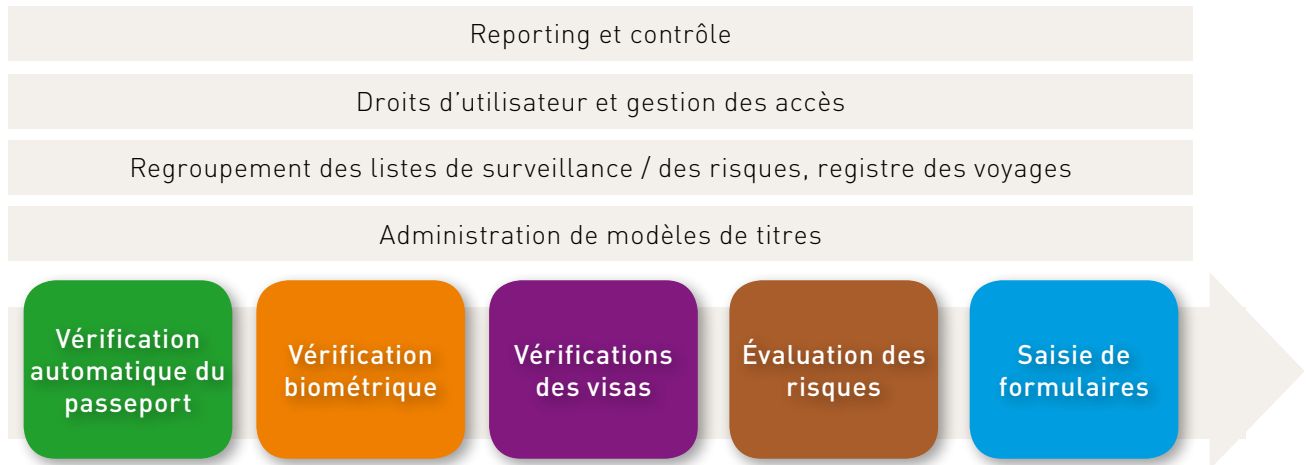 Reporting et contrôle
Droits d’utilisateur et gestion des accès
Regroupement des listes de surveillance / des risques, registre des voyages
Administration de modèles de titres
Vérification
automatique du
passeport
Vérification
biométrique
Vérifications
des visas
Évaluation des
risques
Saisie de
formulaires